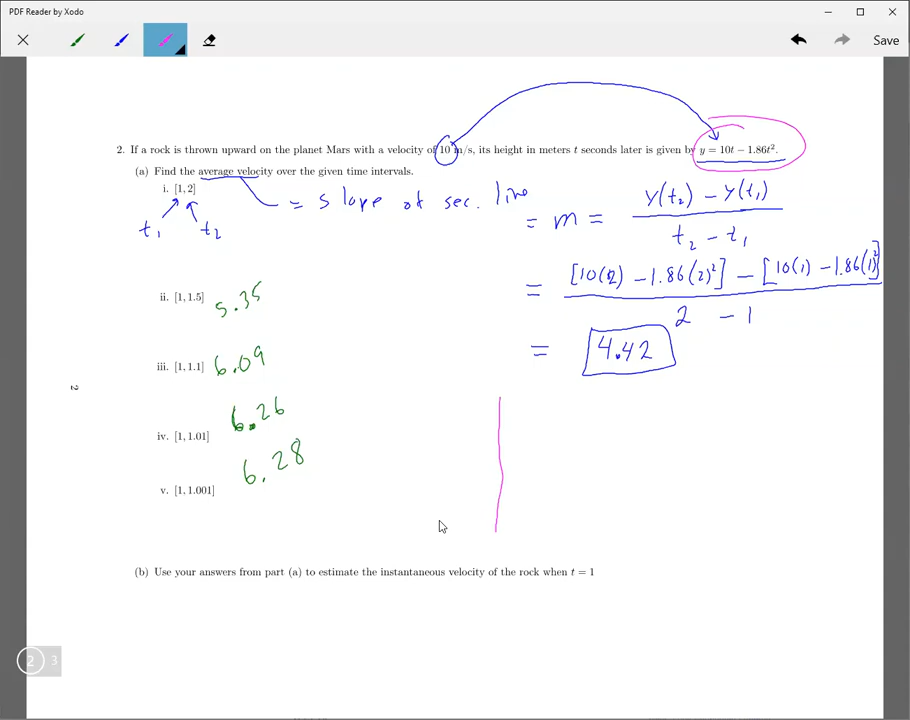 PDF Reader by Xodo
Save
2. If a rock is thrown upward on the planet Mars with a velocity of 10 m/s, its height in meters t seconds later is given by y = 10t − 1.86t².
(a) Find the average velocity over the given time intervals.
i. [1, 2]
t₁ t₂
= slope of sec. line
= m = y(t₂) − y(t₁) / t₂ − t₁
= [10(2) − 1.86(2)²] − [10(1) − 1.86(1)²] / 2 − 1
= 4.42
ii. [1, 1.5] 5.35
iii. [1, 1.1] 6.09
iv. [1, 1.01] 6.26
v. [1, 1.001] 6.28
2
(b) Use your answers from part (a) to estimate the instantaneous velocity of the rock when t = 1
2 3